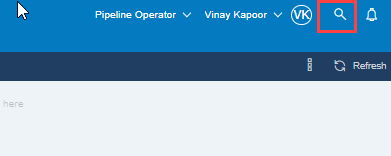 Pipeline Operator Vinay Kapoor VK
Refresh
here